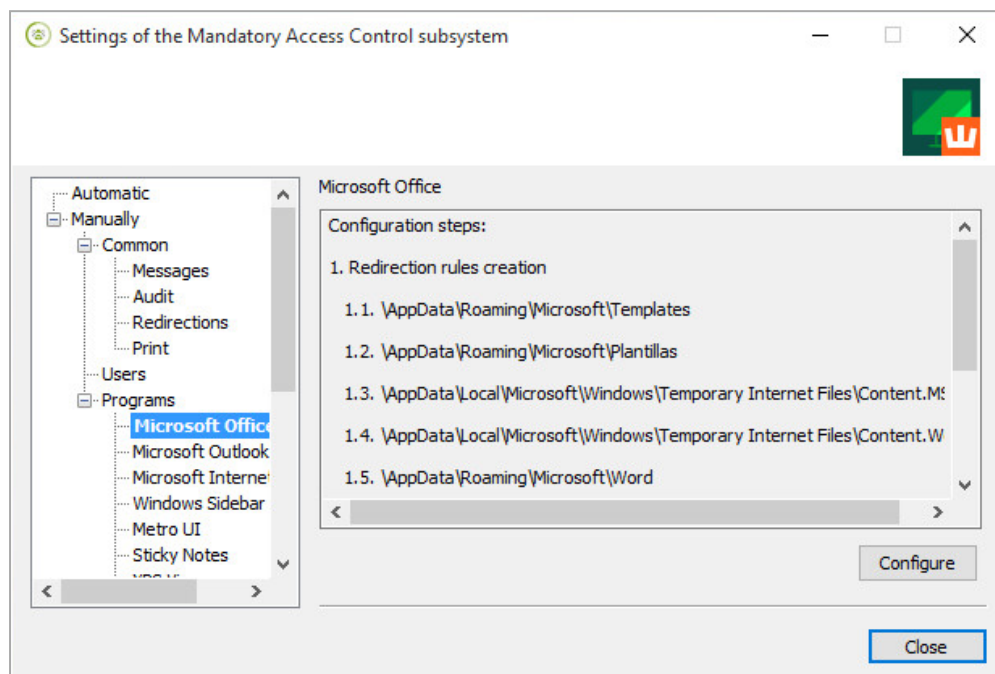 Settings of the Mandatory Access Control subsystem
Automatic
Manually
Common
Messages
Audit
Redirections
Print
Users
Programs
Microsoft Office
Microsoft Outlook
Microsoft Internet
Windows Sidebar
Metro UI
Sticky Notes
Microsoft Office
Configuration steps:
1. Redirection rules creation
1.1. \AppData\Roaming\Microsoft\Templates
1.2. \AppData\Roaming\Microsoft\Plantillas
1.3. \AppData\Local\Microsoft\Windows\Temporary Internet Files\Content.MS
1.4. \AppData\Local\Microsoft\Windows\Temporary Internet Files\Content.W
1.5. \AppData\Roaming\Microsoft\Word
Configure
Close